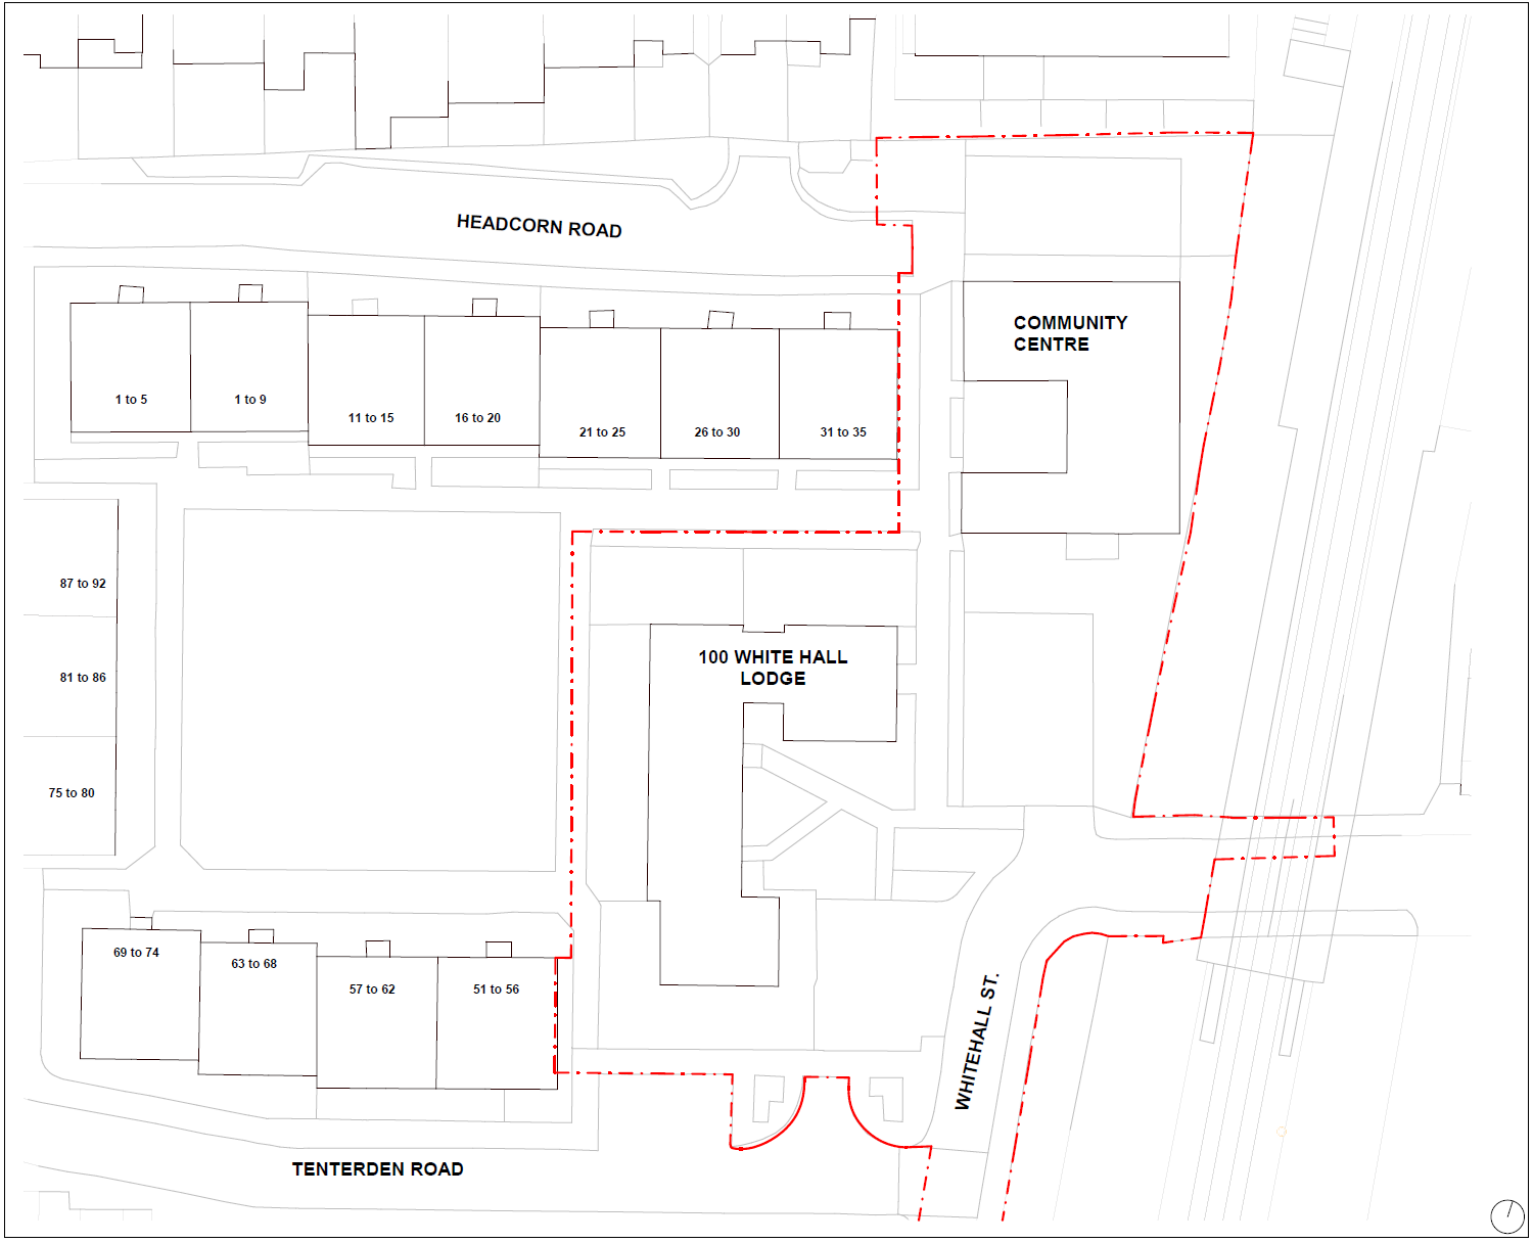 HEADCORN ROAD
COMMUNITY
CENTRE
1 to 5
1 to 9
11 to 15
16 to 20
21 to 25
26 to 30
31 to 35
87 to 92
81 to 86
75 to 80
100 WHITE HALL
LODGE
69 to 74
63 to 68
57 to 62
51 to 56
WHITEHALL ST.
TENTERDEN ROAD